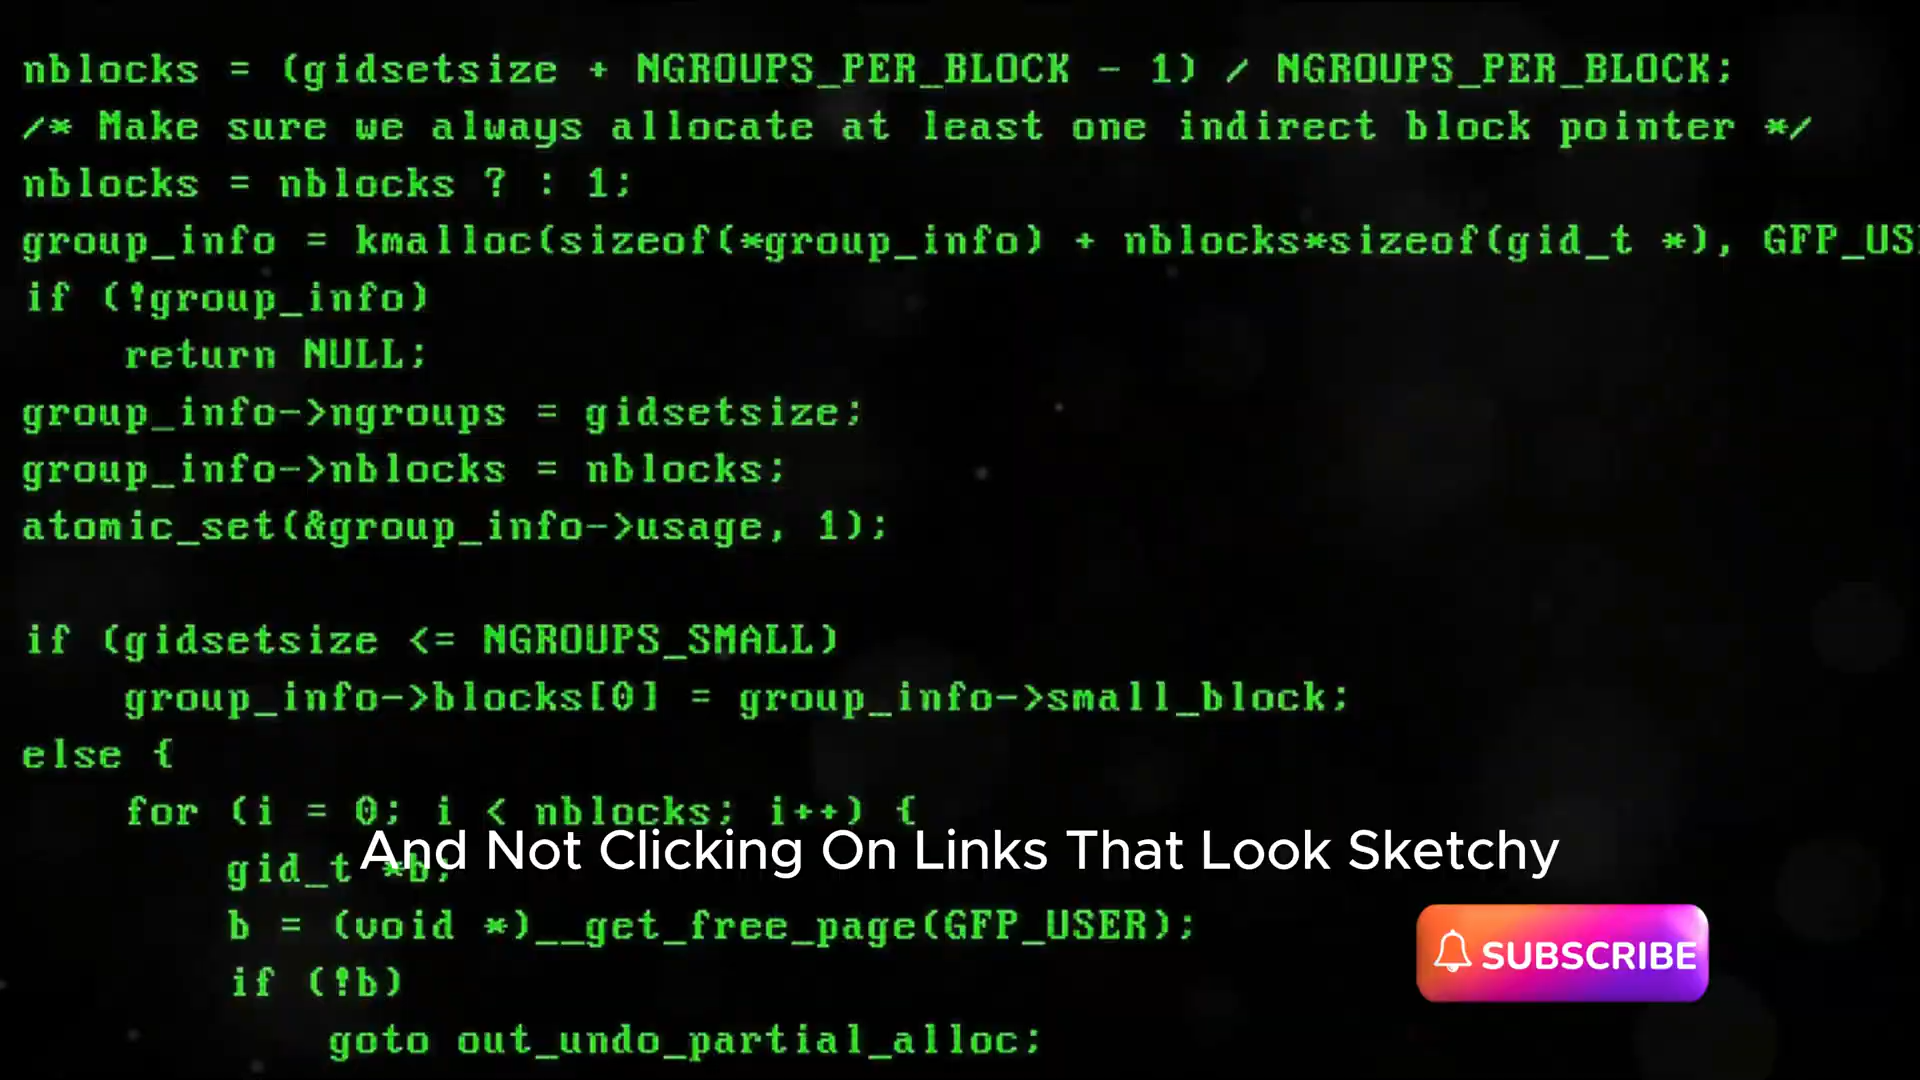 nblocks = (gidsetsize + NGROUPS_PER_BLOCK - 1) / NGROUPS_PER_BLOCK;
/* Make sure we always allocate at least one indirect block pointer */
nblocks = nblocks ? : 1;
group_info = kmalloc(sizeof(*group_info) + nblocks*sizeof(gid_t *), GFP_US
if (!group_info)
return NULL;
group_info->ngroups = gidsetsize;
group_info->nblocks = nblocks;
atomic_set(&group_info->usage, 1);
if (gidsetsize <= NGROUPS_SMALL)
group_info->blocks[0] = group_info->small_block;
else {
for (i = 0; i < nblocks; i++) {
gid_t *b;
And Not Clicking On Links That Look Sketchy
b = (void *)__get_free_page(GFP_USER);
SUBSCRIBE
if (!b)
goto out_undo_partial_alloc;